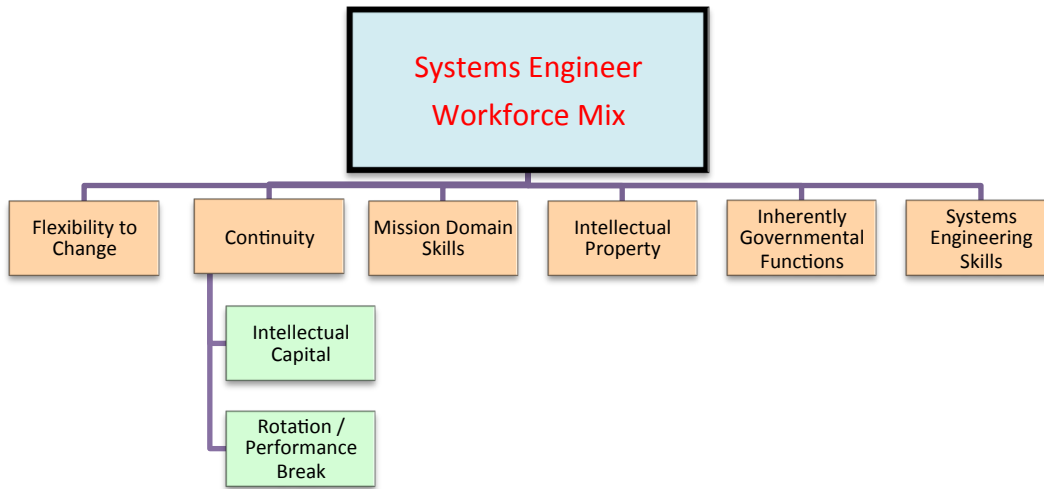 Systems Engineer
Workforce Mix
Flexibility to
Change
Continuity
Mission Domain
Skills
Intellectual
Property
Inherently
Governmental
Functions
Systems
Engineering
Skills
Intellectual
Capital
Rotation /
Performance
Break